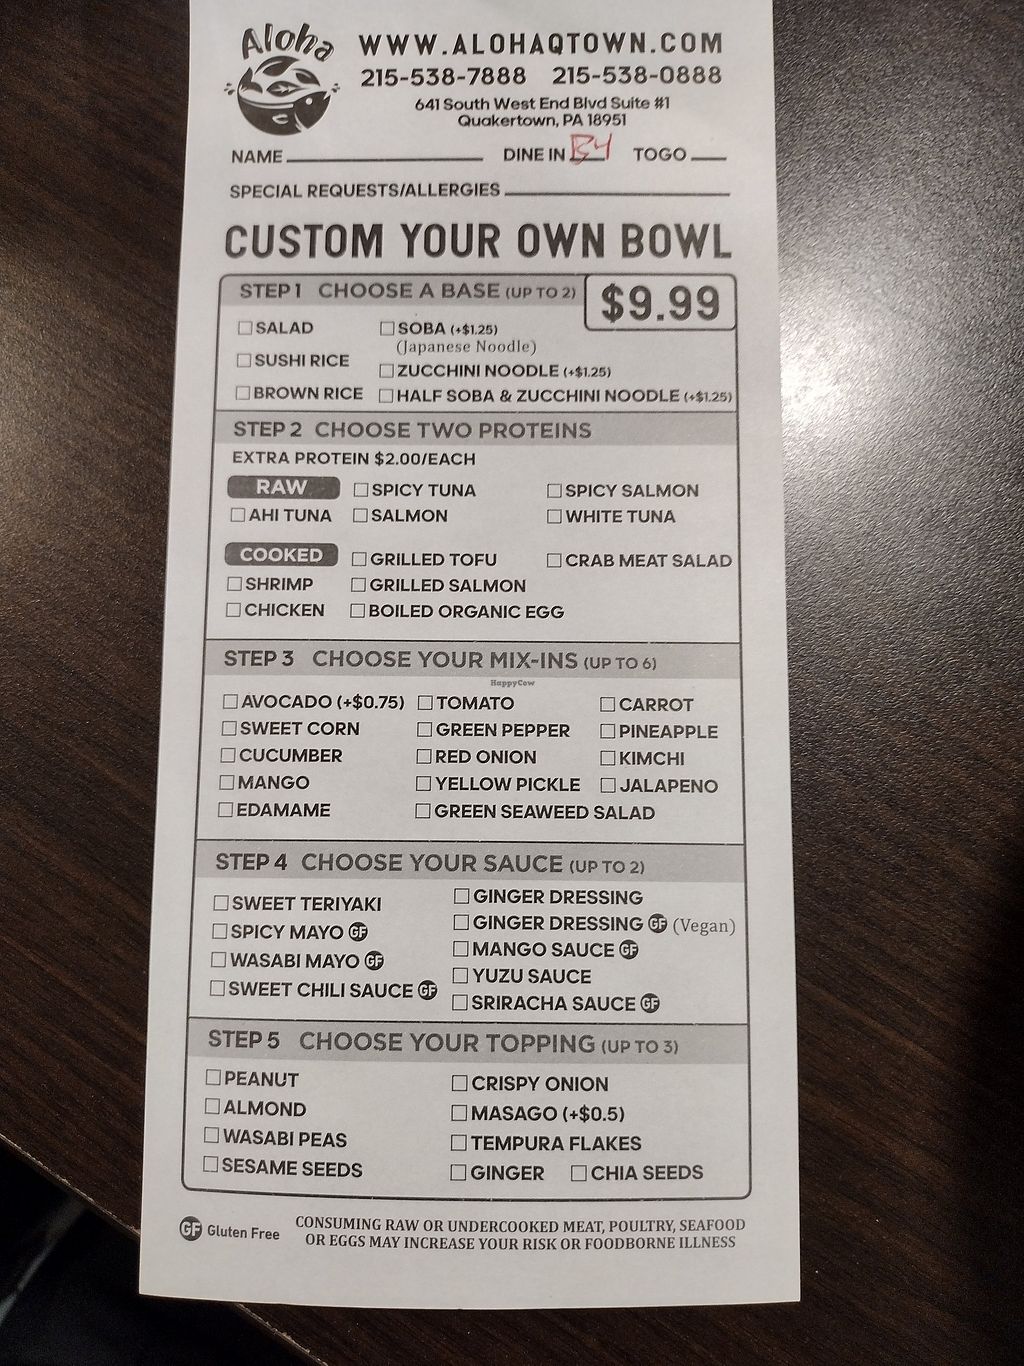 Aloha
WWW.ALOHAQTOWN.COM
215-538-7888 215-538-0888
641 South West End Blvd Suite #1
Quakertown, PA 18951
NAME DINE IN B4 TOGO
SPECIAL REQUESTS/ALLERGIES
CUSTOM YOUR OWN BOWL
STEP 1 CHOOSE A BASE (UP TO 2) $9.99
SALAD SOBA (+$1.25)
(Japanese Noodle)
SUSHI RICE ZUCCHINI NOODLE (+$1.25)
BROWN RICE HALF SOBA & ZUCCHINI NOODLE (+$1.25)
STEP 2 CHOOSE TWO PROTEINS
EXTRA PROTEIN $2.00/EACH
RAW SPICY TUNA SPICY SALMON
AHI TUNA SALMON WHITE TUNA
COOKED GRILLED TOFU CRAB MEAT SALAD
SHRIMP GRILLED SALMON
CHICKEN BOILED ORGANIC EGG
STEP 3 CHOOSE YOUR MIX-INS (UP TO 6)
HappyCow
AVOCADO (+$0.75) TOMATO CARROT
SWEET CORN GREEN PEPPER PINEAPPLE
CUCUMBER RED ONION KIMCHI
MANGO YELLOW PICKLE JALAPENO
EDAMAME GREEN SEAWEED SALAD
STEP 4 CHOOSE YOUR SAUCE (UP TO 2)
SWEET TERIYAKI GINGER DRESSING
SPICY MAYO GF GINGER DRESSING GF (Vegan)
WASABI MAYO GF MANGO SAUCE GF
SWEET CHILI SAUCE GF YUZU SAUCE
SRIRACHA SAUCE GF
STEP 5 CHOOSE YOUR TOPPING (UP TO 3)
PEANUT CRISPY ONION
ALMOND MASAGO (+$0.5)
WASABI PEAS TEMPURA FLAKES
SESAME SEEDS GINGER CHIA SEEDS
GF Gluten Free CONSUMING RAW OR UNDERCOOKED MEAT, POULTRY, SEAFOOD
OR EGGS MAY INCREASE YOUR RISK OR FOODBORNE ILLNESS